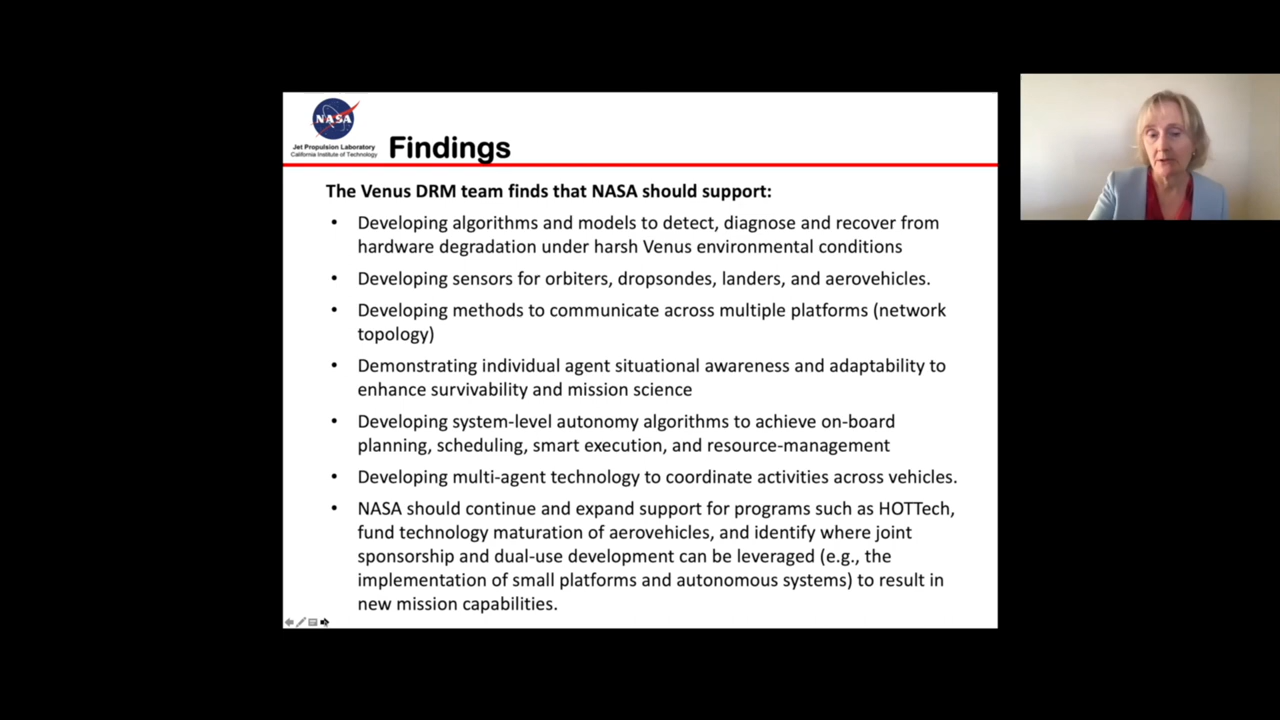 NASA
Jet Propulsion Laboratory
California Institute of Technology
Findings
The Venus DRM team finds that NASA should support:
• Developing algorithms and models to detect, diagnose and recover from
hardware degradation under harsh Venus environmental conditions
• Developing sensors for orbiters, dropsondes, landers, and aerovehicles.
• Developing methods to communicate across multiple platforms (network
topology)
• Demonstrating individual agent situational awareness and adaptability to
enhance survivability and mission science
• Developing system-level autonomy algorithms to achieve on-board
planning, scheduling, smart execution, and resource-management
• Developing multi-agent technology to coordinate activities across vehicles.
• NASA should continue and expand support for programs such as HOTTech,
fund technology maturation of aerovehicles, and identify where joint
sponsorship and dual-use development can be leveraged (e.g., the
implementation of small platforms and autonomous systems) to result in
new mission capabilities.